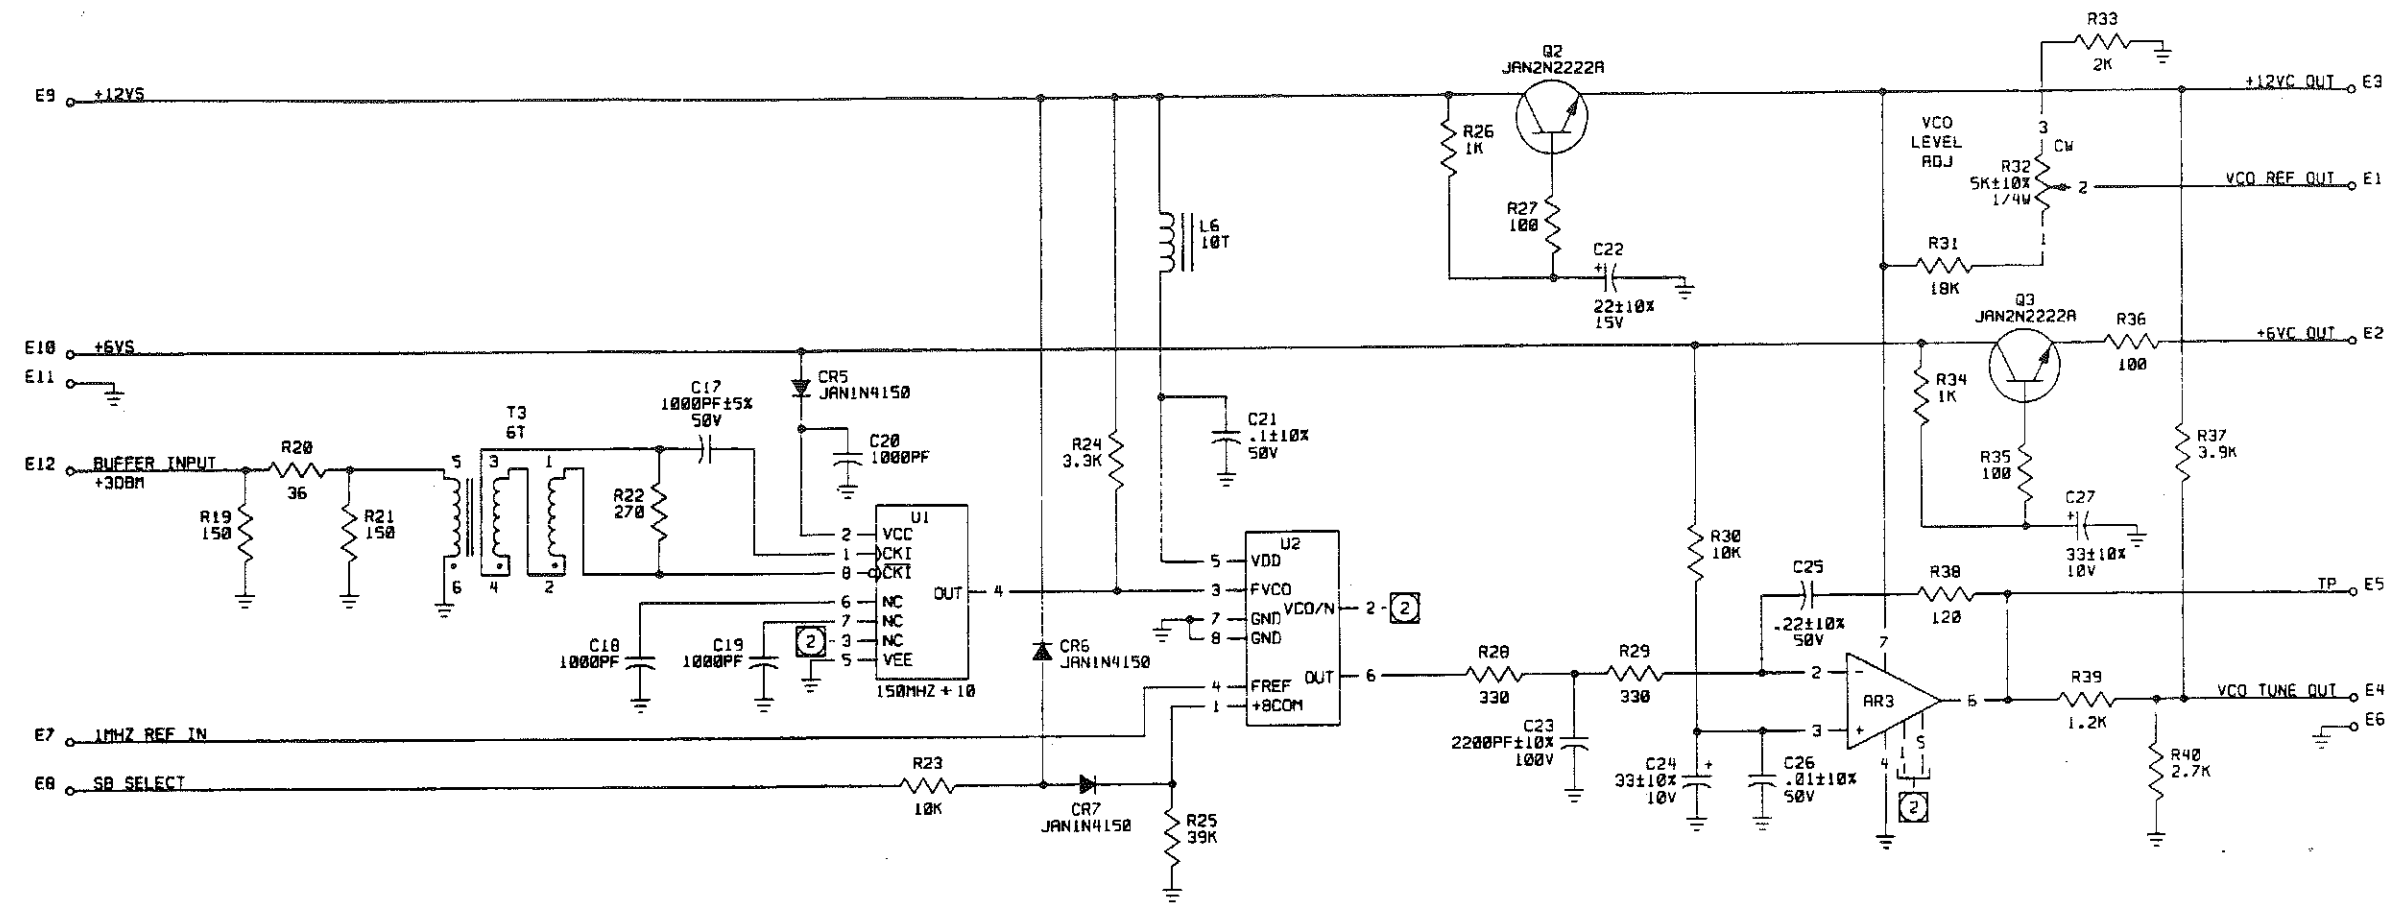 R33
2K
Q2
JAN2N2222A
E9 +12VS
+12VC OUT E3
R26
1K
VCO
LEVEL
ADJ
3
CW
R32
5K±10%
1/4W
2
VCO REF OUT E1
R27
100
L6
10T
1
C22
+
22±10%
15V
R31
18K
Q3
JAN2N2222A
R36
100
E10 +6VS
+6VC OUT E2
E11
CR5
JAN1N4150
C17
1000PF±5%
50V
R34
1K
T3
6T
C21
.1±10%
50V
C20
1000PF
R24
3.3K
R37
3.9K
R20
36
E12 BUFFER INPUT
+3DBM
5 3 1
R35
100
R22
270
C27
+
33±10%
10V
R19
150
R21
150
U1
2 VCC
1 CKI
8 CKI
OUT 4
6 NC
7 NC
2 3 NC
5 VEE
150MHZ ÷ 10
6 4 2
U2
5 VDD
3 FVCO
VCO/N 2 2
7 GND
8 GND
OUT 6
4 FREF
1 +8COM
R30
10K
C25
.22±10%
50V
R38
120
TP E5
C18
1000PF
C19
1000PF
CR6
JAN1N4150
R28
330
R29
330
7
2 -
AR3
6
3 +
1
5
4
2
R39
1.2K
VCO TUNE OUT E4
E6
E7 1MHZ REF IN
C23
2200PF±10%
100V
C24
+
33±10%
10V
C26
.01±10%
50V
R40
2.7K
R23
10K
E8 SB SELECT
CR7
JAN1N4150
R25
39K